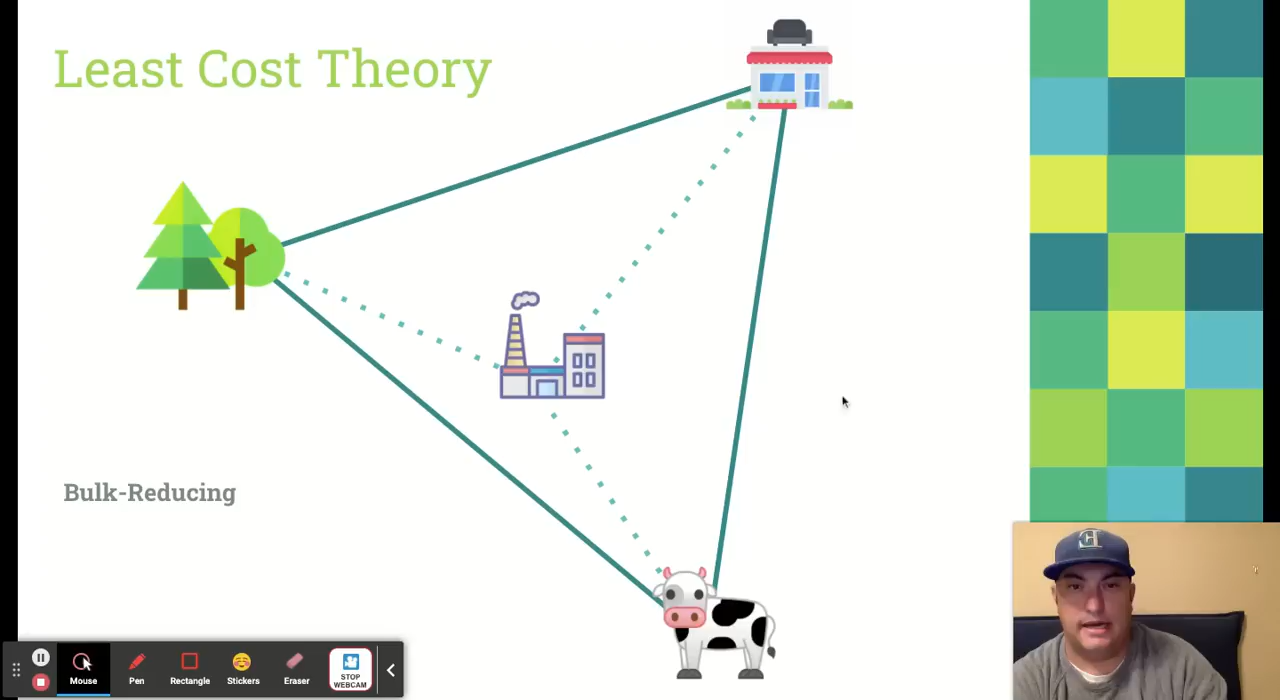 Least Cost Theory
Bulk-Reducing
Mouse
Pen
Rectangle
Stickers
Eraser
STOP
WEBCAM